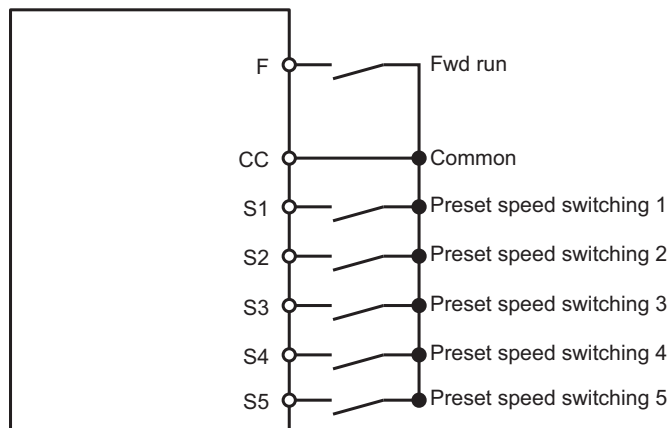 F Fwd run
CC Common
S1 Preset speed switching 1
S2 Preset speed switching 2
S3 Preset speed switching 3
S4 Preset speed switching 4
S5 Preset speed switching 5